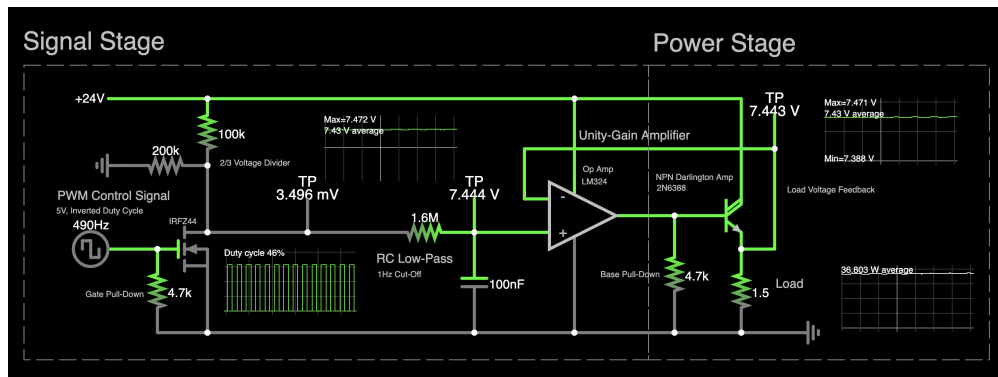 Signal Stage
Power Stage
+24V
100k
200k
2/3 Voltage Divider
Max=7.472 V
7.43 V average
TP
3.496 mV
TP
7.444 V
Unity-Gain Amplifier
Op Amp
LM324
TP
7.443 V
Max=7.471 V
7.43 V average
Min=7.388 V
NPN Darlington Amp
2N6388
Load Voltage Feedback
PWM Control Signal
5V, Inverted Duty Cycle
490Hz
IRFZ44
Gate Pull-Down
4.7k
Duty cycle 46%
1.6M
RC Low-Pass
1Hz Cut-Off
100nF
-
+
Base Pull-Down
4.7k
1.5
Load
36.803 W average